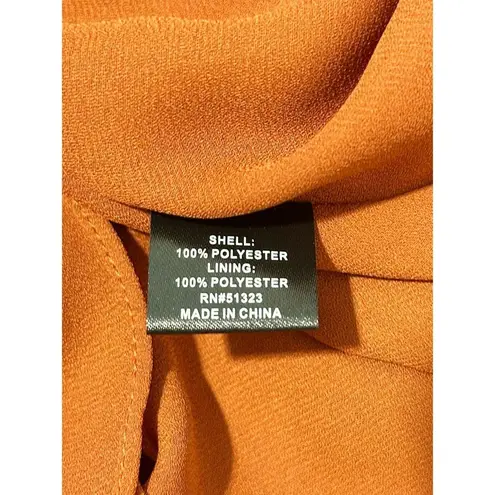 SHELL:
100% POLYESTER
LINING:
100% POLYESTER
RN#51323
MADE IN CHINA